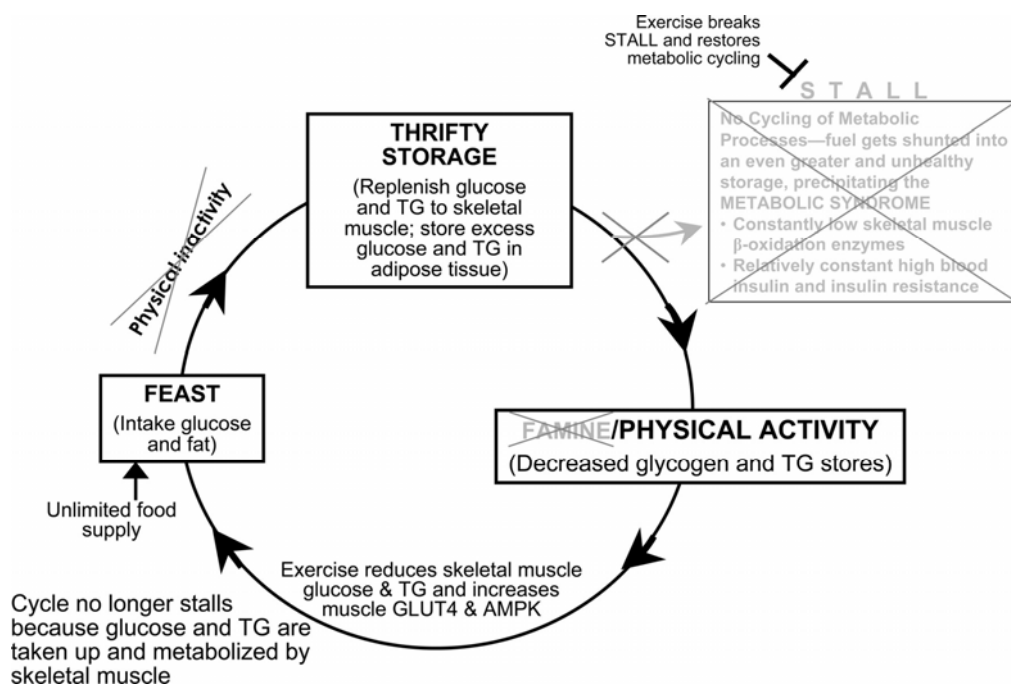 Exercise breaks
STALL and restores
metabolic cycling
S T A L L
No Cycling of Metabolic
Processes—fuel gets shunted into
an even greater and unhealthy
storage, precipitating the
METABOLIC SYNDROME
• Constantly low skeletal muscle
β-oxidation enzymes
• Relatively constant high blood
insulin and insulin resistance
THRIFTY
STORAGE
(Replenish glucose
and TG to skeletal
muscle; store excess
glucose and TG in
adipose tissue)
Physical inactivity
FEAST
(Intake glucose
and fat)
Unlimited food
supply
FAMINE/PHYSICAL ACTIVITY
(Decreased glycogen and TG stores)
Exercise reduces skeletal muscle
glucose & TG and increases
muscle GLUT4 & AMPK
Cycle no longer stalls
because glucose and TG are
taken up and metabolized by
skeletal muscle